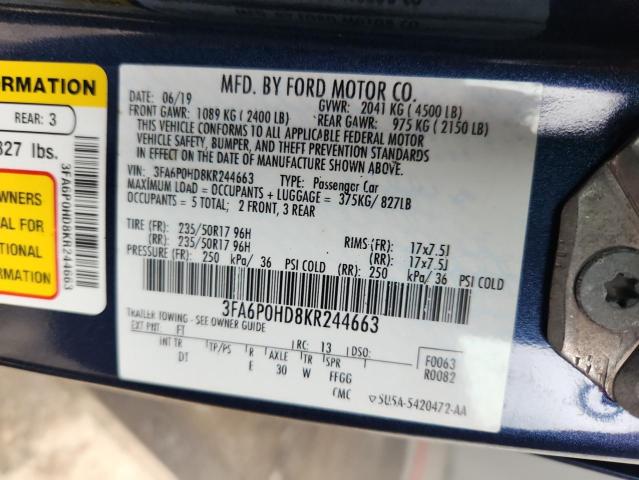 MFD. BY FORD MOTOR CO.
DATE: 06/19 GVWR: 2041 KG (4500 LB)
FRONT GAWR: 1089 KG (2400 LB) REAR GAWR: 975 KG (2150 LB)
THIS VEHICLE CONFORMS TO ALL APPLICABLE FEDERAL MOTOR
VEHICLE SAFETY, BUMPER, AND THEFT PREVENTION STANDARDS
IN EFFECT ON THE DATE OF MANUFACTURE SHOWN ABOVE.
VIN: 3FA6P0HD8KR244663 TYPE: Passenger Car
MAXIMUM LOAD = OCCUPANTS + LUGGAGE = 375KG/ 827LB
OCCUPANTS = 5 TOTAL; 2 FRONT, 3 REAR
TIRE (FR): 235/50R17 96H RIMS (FR): 17x7.5J
(RR): 235/50R17 96H (RR): 17x7.5J
PRESSURE (FR): 250 kPa/ 36 PSI COLD (RR): 250 kPa/ 36 PSI COLD
3FA6P0HD8KR244663
TRAILER TOWING - SEE OWNER GUIDE
EXT PNT: FT RC: 13 DSO: F0063
INT TR TP/PS R AXLE TR SPR R0082
DT E 30 W FFGG
CMC ▽SU5A-5420472-AA
ORMATION
REAR: 3
827 lbs.
WNERS
AL FOR
TIONAL
ORMATION
3FA6P0HD8KR244663